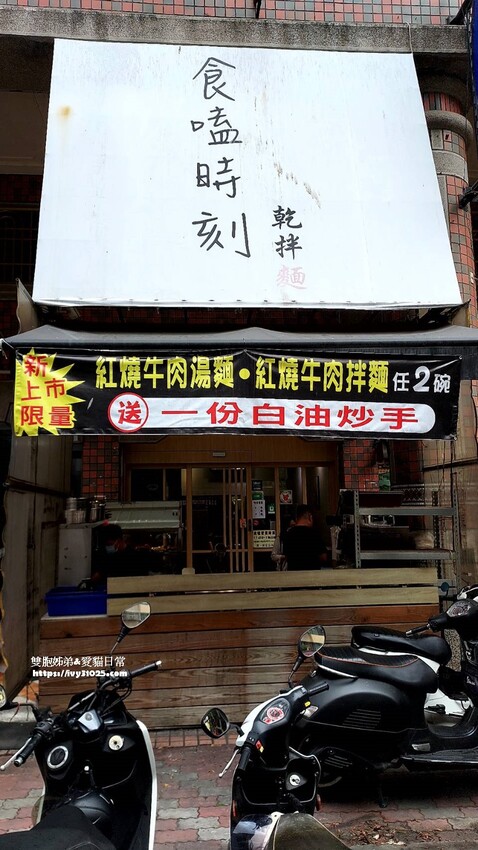 食嗑時刻
乾拌
麵
新
上市
限量
紅燒牛肉湯麵•紅燒牛肉拌麵任2碗
送一份白油炒手
雙胞姊弟&愛貓日常
https://ivy31025.com/